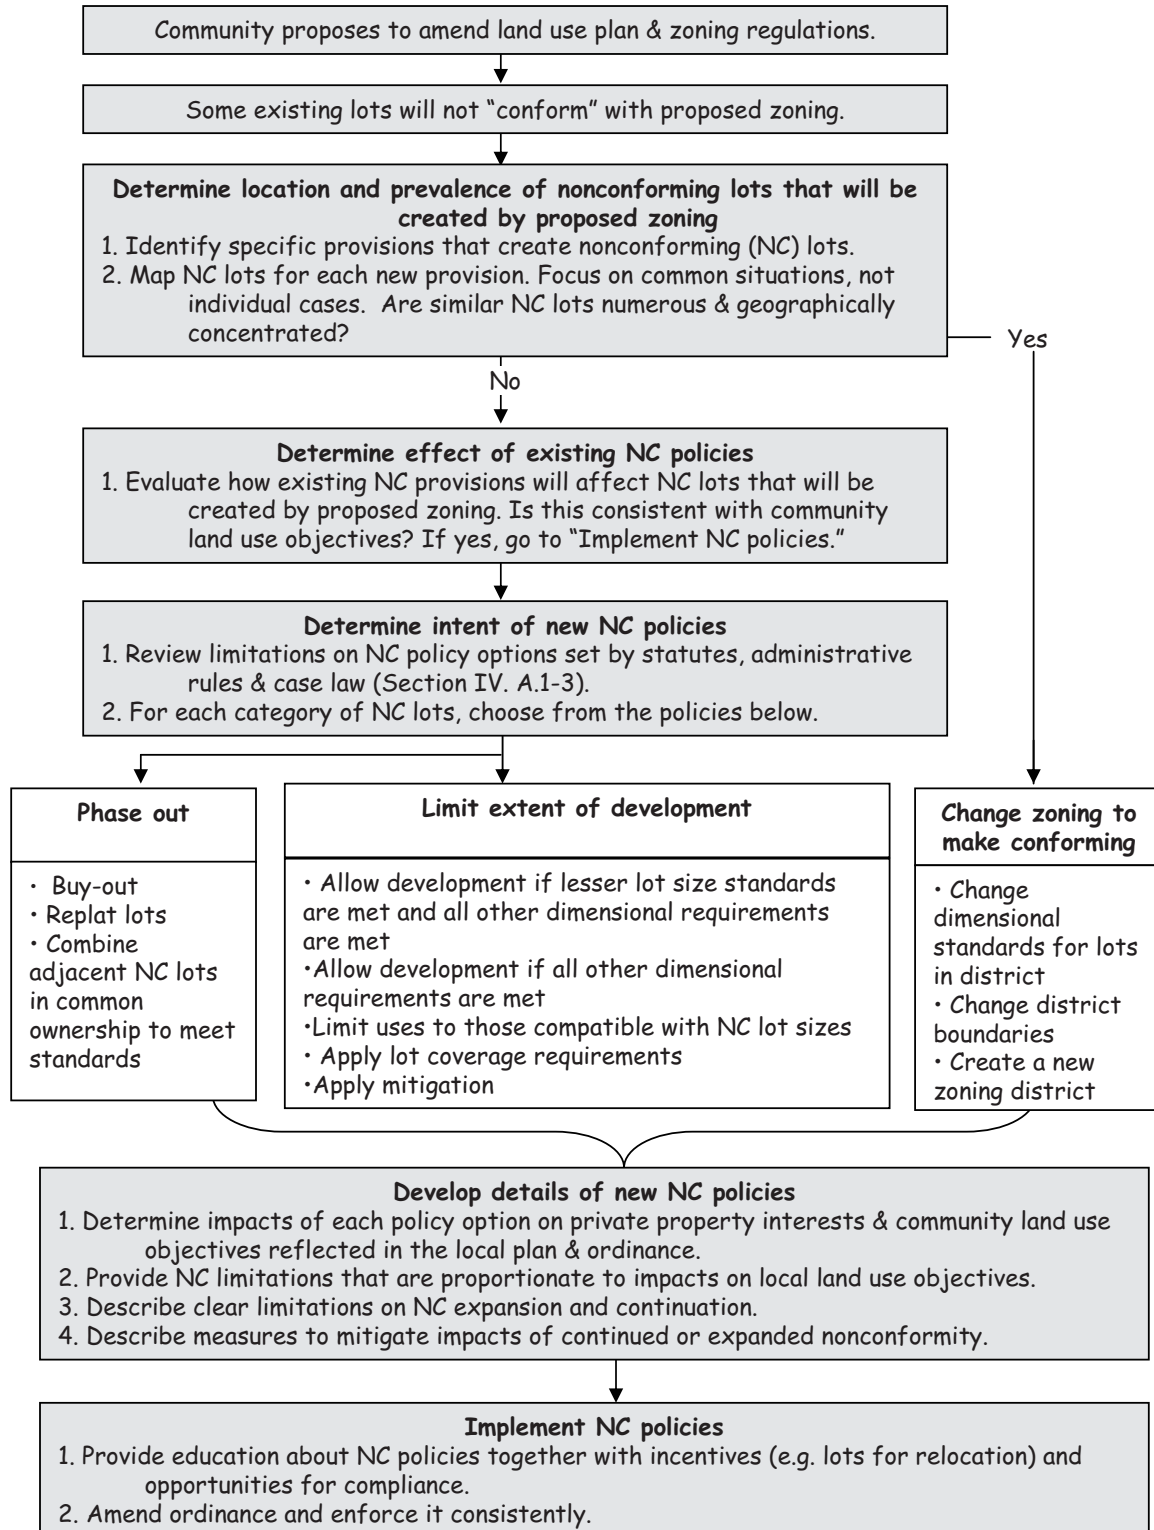 Community proposes to amend land use plan & zoning regulations.
Some existing lots will not “conform” with proposed zoning.
Determine location and prevalence of nonconforming lots that will be
created by proposed zoning
1. Identify specific provisions that create nonconforming (NC) lots.
2. Map NC lots for each new provision. Focus on common situations, not
individual cases.  Are similar NC lots numerous & geographically
concentrated?
Yes
No
Determine effect of existing NC policies
1. Evaluate how existing NC provisions will affect NC lots that will be
created by proposed zoning. Is this consistent with community
land use objectives? If yes, go to “Implement NC policies.”
Determine intent of new NC policies
1. Review limitations on NC policy options set by statutes, administrative
rules & case law (Section IV. A.1-3).
2. For each category of NC lots, choose from the policies below.
Phase out
• Buy-out
• Replat lots
• Combine
adjacent NC lots
in common
ownership to meet
standards
Limit extent of development
• Allow development if lesser lot size standards
are met and all other dimensional requirements
are met
•Allow development if all other dimensional
requirements are met
•Limit uses to those compatible with NC lot sizes
• Apply lot coverage requirements
•Apply mitigation
Change zoning to
make conforming
• Change
dimensional
standards for lots
in district
• Change district
boundaries
• Create a new
zoning district
Develop details of new NC policies
1. Determine impacts of each policy option on private property interests & community land use
objectives reflected in the local plan & ordinance.
2. Provide NC limitations that are proportionate to impacts on local land use objectives.
3. Describe clear limitations on NC expansion and continuation.
4. Describe measures to mitigate impacts of continued or expanded nonconformity.
Implement NC policies
1. Provide education about NC policies together with incentives (e.g. lots for relocation) and
opportunities for compliance.
2. Amend ordinance and enforce it consistently.